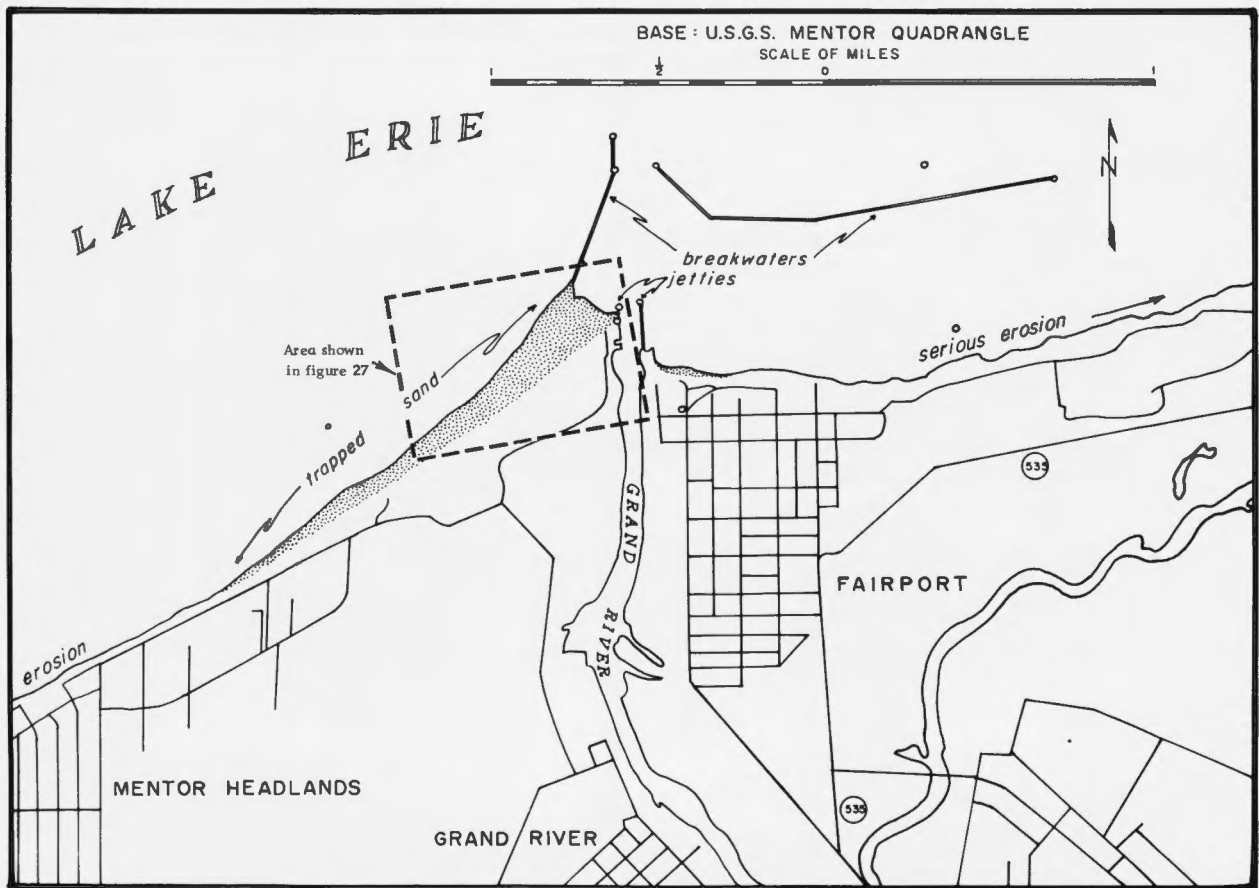 BASE : U.S.G.S. MENTOR QUADRANGLE
SCALE OF MILES
1 ½ 0 1
LAKE ERIE
N
breakwaters
jetties
Area shown
in figure 27
sand
trapped
serious erosion
535
GRAND
RIVER
FAIRPORT
erosion
MENTOR HEADLANDS
GRAND RIVER
535